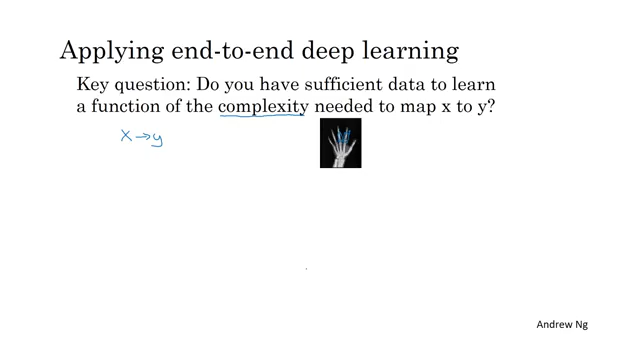 Applying end-to-end deep learning
Key question: Do you have sufficient data to learn
a function of the complexity needed to map x to y?
x → y
Andrew Ng